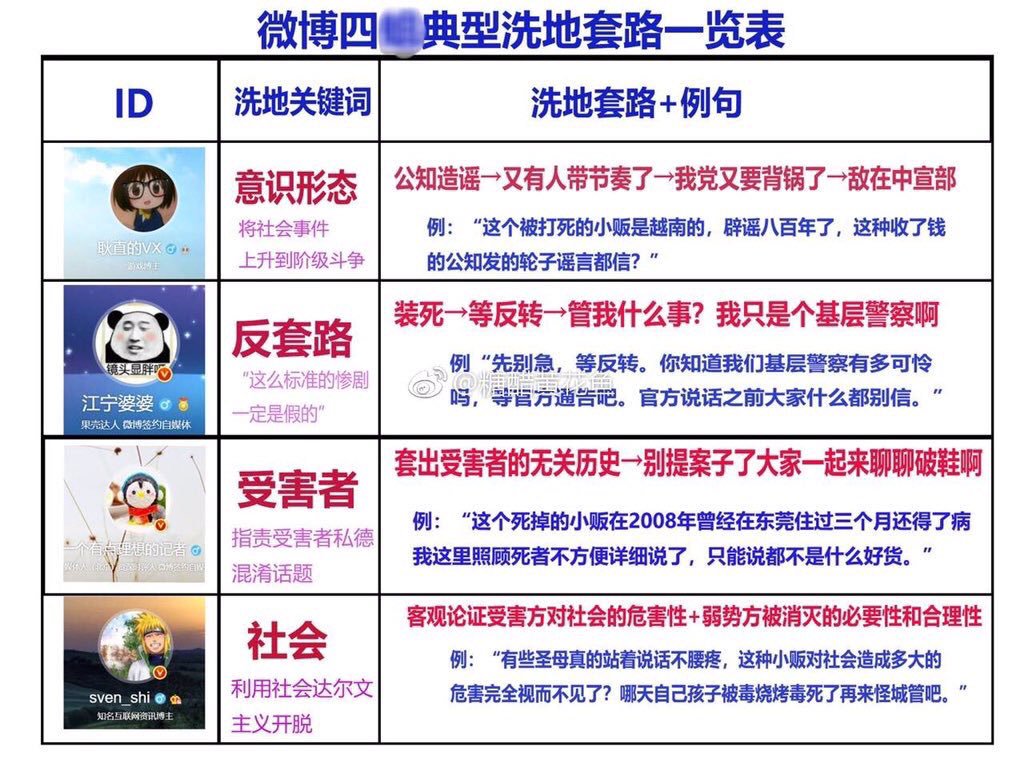 微博四 典型洗地套路一览表
ID
洗地关键词
洗地套路+例句
耿直的VX
游戏博主
意识形态
将社会事件
上升到阶级斗争
公知造谣→又有人带节奏了→我党又要背锅了→敌在中宣部
例：“这个被打死的小贩是越南的，辟谣八百年了，这种收了钱
的公知发的轮子谣言都信？”
镜头显胖
江宁婆婆
果壳达人 微博签约自媒体
反套路
“这么标准的惨剧
一定是假的”
装死→等反转→管我什么事？我只是个基层警察啊
例“先别急，等反转。你知道我们基层警察有多可怜
吗，等官方通告吧。官方说话之前大家什么都别信。”
@糖醋黄花鱼
一个有点理想的记者
微博签约自媒
受害者
指责受害者私德
混淆话题
套出受害者的无关历史→别提案子了大家一起来聊聊破鞋啊
例：“这个死掉的小贩在2008年曾经在东莞住过三个月还得了病
我这里照顾死者不方便详细说了，只能说都不是什么好货。”
sven_shi
知名互联网资讯博主
社会
利用社会达尔文
主义开脱
客观论证受害方对社会的危害性+弱势方被消灭的必要性和合理性
例：“有些圣母真的站着说话不腰疼，这种小贩对社会造成多大的
危害完全视而不见了？哪天自己孩子被毒烧烤毒死了再来怪城管吧。”